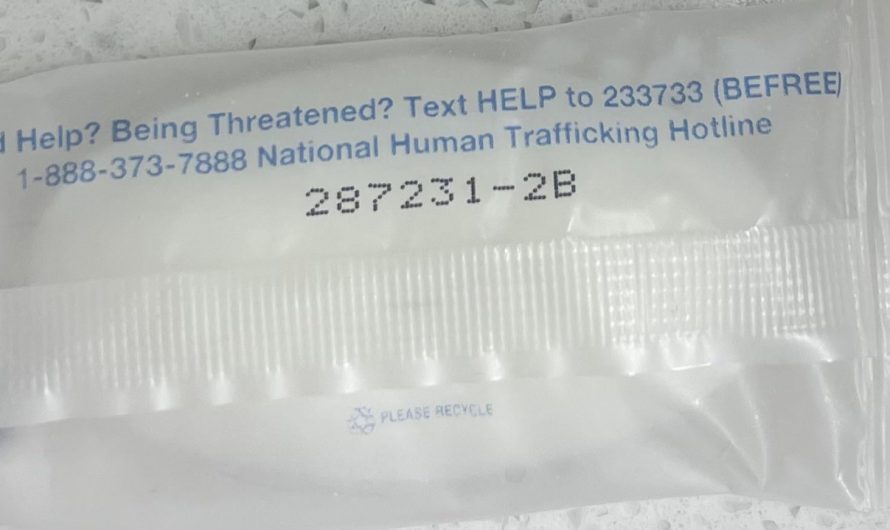 Help? Being Threatened? Text HELP to 233733 (BEFREE)
1-888-373-7888 National Human Trafficking Hotline
287231-2B
PLEASE RECYCLE